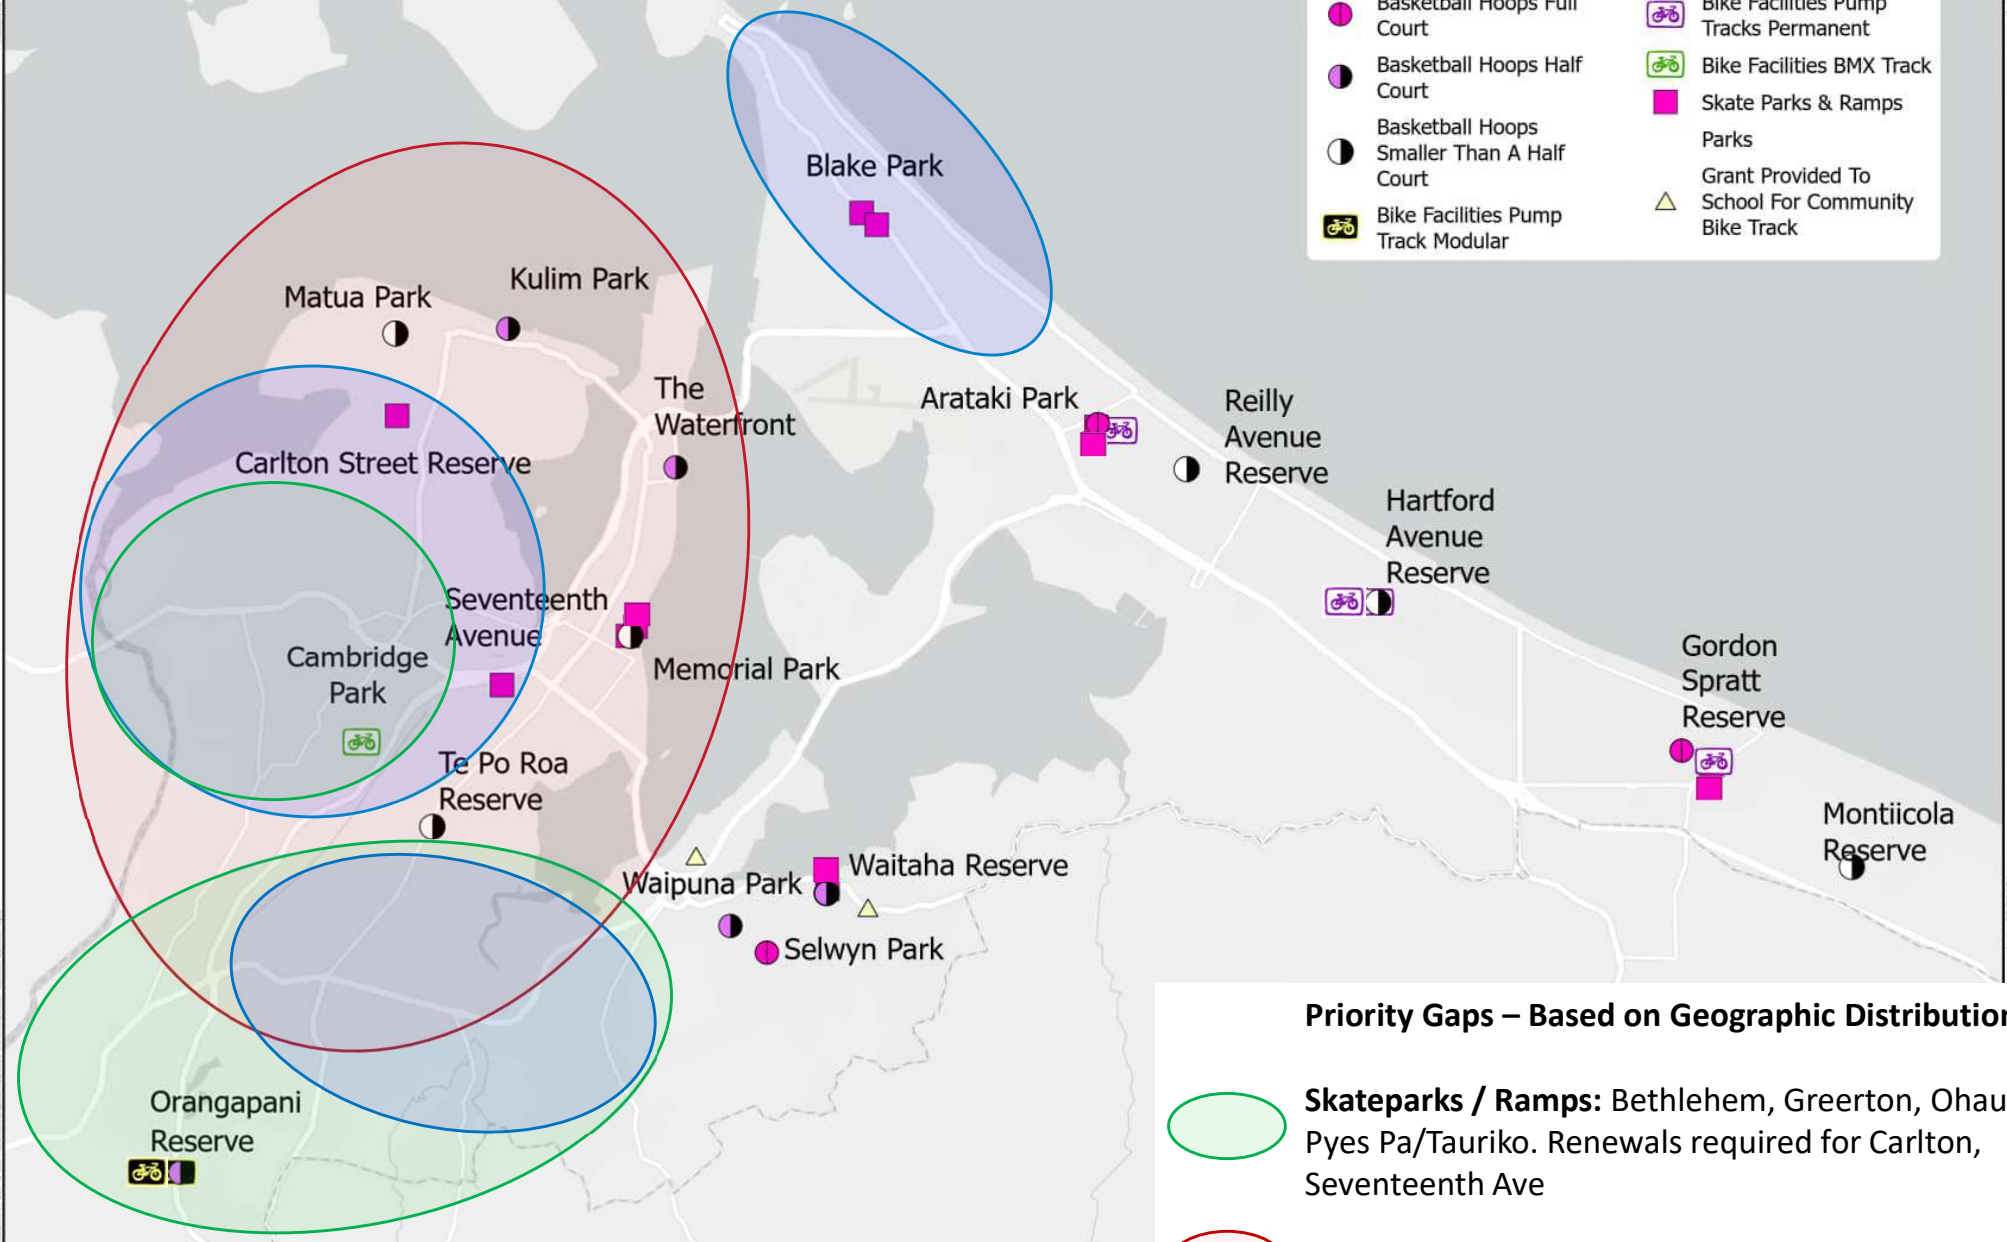 Basketball Hoops Full
Court
Basketball Hoops Half
Court
Basketball Hoops
Smaller Than A Half
Court
Bike Facilities Pump
Track Modular
Bike Facilities Pump
Tracks Permanent
Bike Facilities BMX Track
Skate Parks & Ramps
Parks
Grant Provided To
School For Community
Bike Track
Blake Park
Kulim Park
Matua Park
The
Waterfront
Arataki Park
Reilly
Avenue
Reserve
Carlton Street Reserve
Hartford
Avenue
Reserve
Seventeenth
Avenue
Cambridge
Park
Memorial Park
Gordon
Spratt
Reserve
Te Po Roa
Reserve
Montiicola
Reserve
Waitaha Reserve
Waipuna Park
Selwyn Park
Orangapani
Reserve
Priority Gaps – Based on Geographic Distribution
Skateparks / Ramps: Bethlehem, Greerton, Ohau
Pyes Pa/Tauriko. Renewals required for Carlton,
Seventeenth Ave